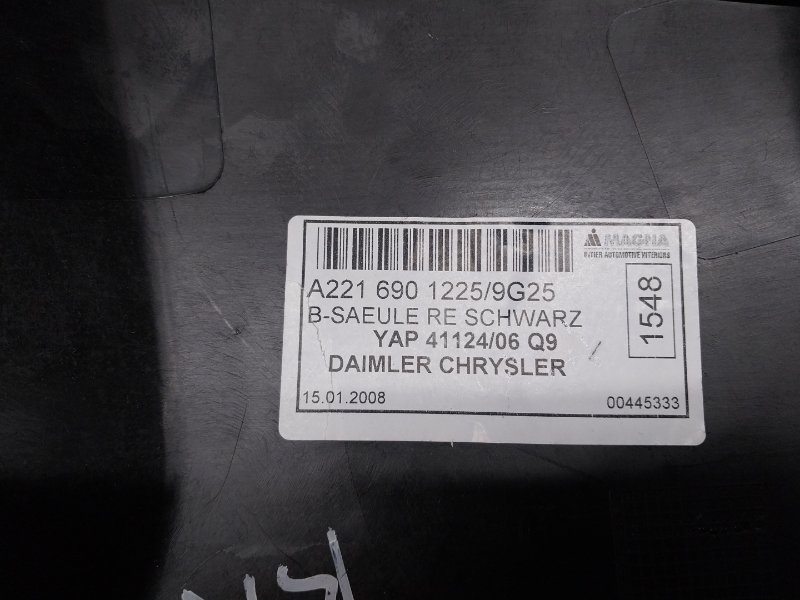 MAGNA
INTIER AUTOMOTIVE INTERIORS
A221 690 1225/9G25
B-SAEULE RE SCHWARZ
YAP 41124/06 Q9
DAIMLER CHRYSLER
1548
15.01.2008
00445333